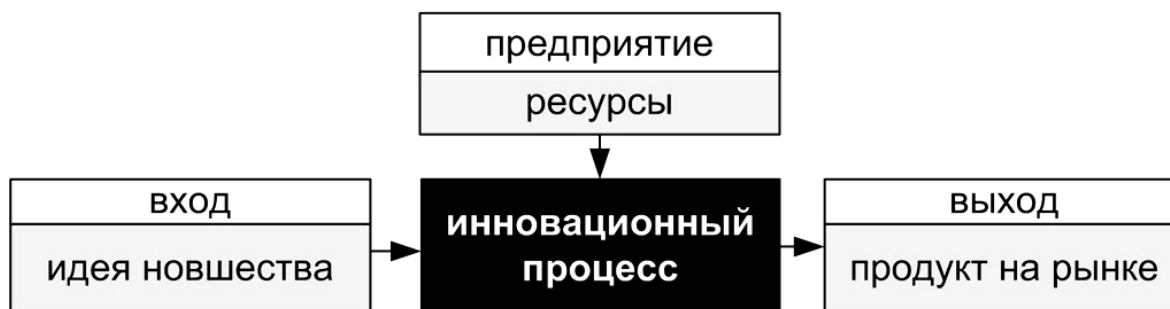 предприятие
ресурсы
вход
идея новшества
инновационный
процесс
выход
продукт на рынке